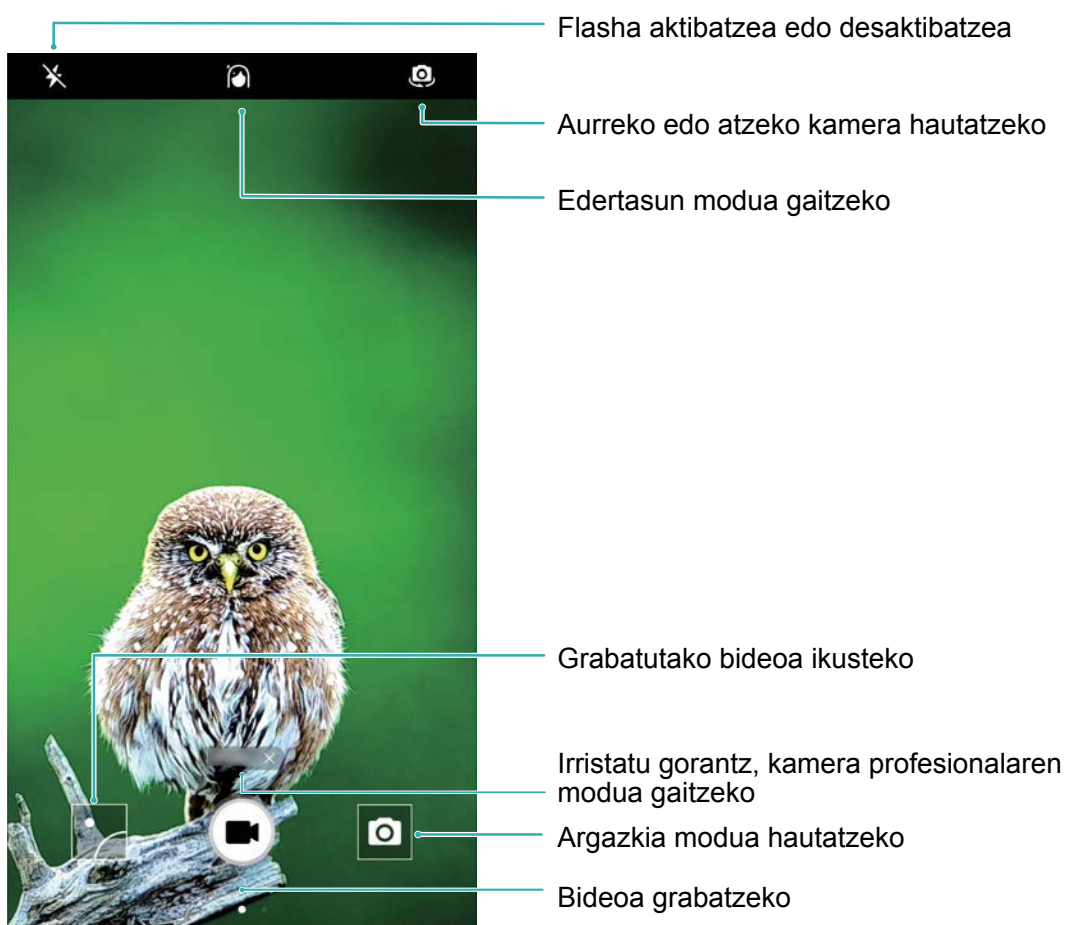 Flasha aktibatzea edo desaktibatzea
Aurreko edo atzeko kamera hautatzeko
Edertasun modua gaitzeko
Grabatutako bideoa ikusteko
Irristatu gorantz, kamera profesionalaren
modua gaitzeko
Argazkia modua hautatzeko
Bideoa grabatzeko